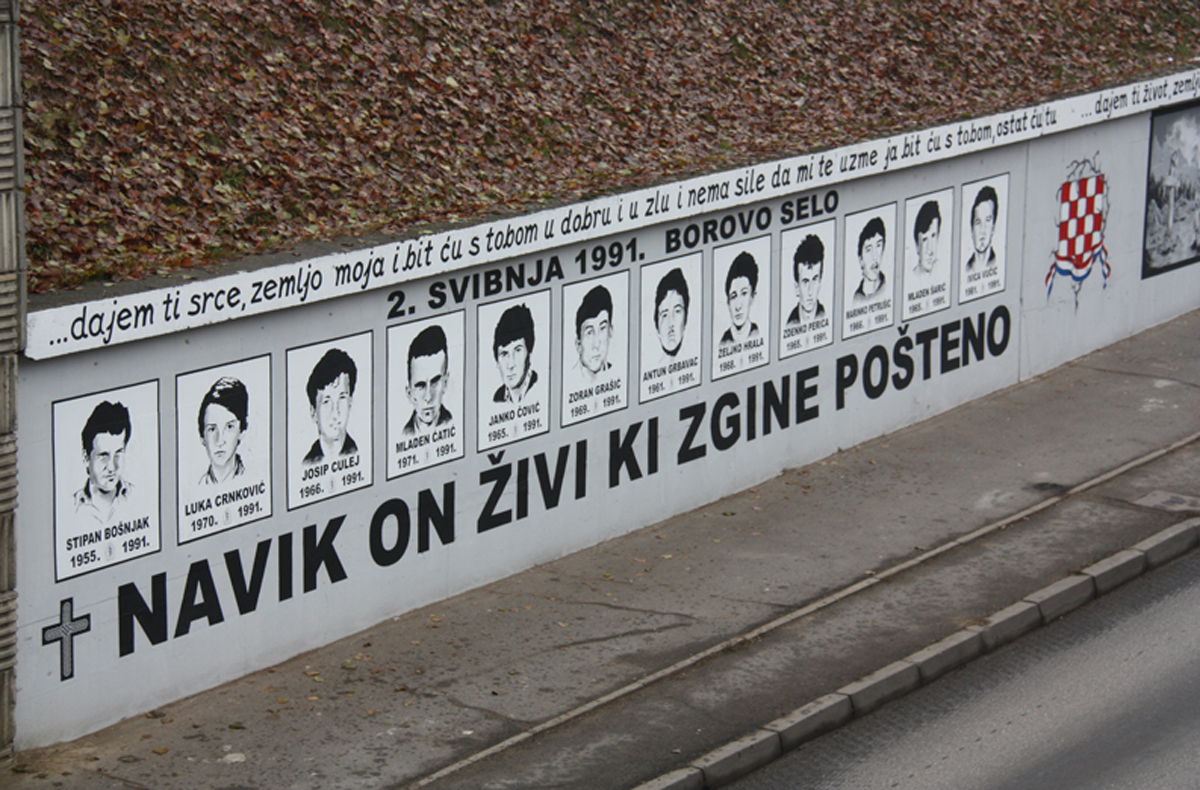 ...dajem ti srce, zemljo moja i bit ću s tobom u dobru i u zlu i nema sile da mi te uzme ja bit ću s tobom, ostat ću tu ...dajem ti život, zemlj
2. SVIBNJA 1991. BOROVO SELO
STIPAN BOŠNJAK
1955. 1991.
LUKA CRNKOVIĆ
1970. 1991.
JOSIP CULEJ
1966. 1991.
MLADEN ČATIĆ
1971. 1991.
JANKO ČOVIĆ
1965. 1991.
ZORAN GRAŠIĆ
1969. 1991.
ANTUN GRBAVAC
1961. 1991.
ŽELJKO HRALA
1968. 1991.
ZDENKO PERICA
1965. 1991.
MARINKO PETRUŠIĆ
1966. 1991.
MLADEN ŠARIĆ
1965. 1991.
IVICA VUČIĆ
1961. 1991.
NAVIK ON ŽIVI KI ZGINE POŠTENO